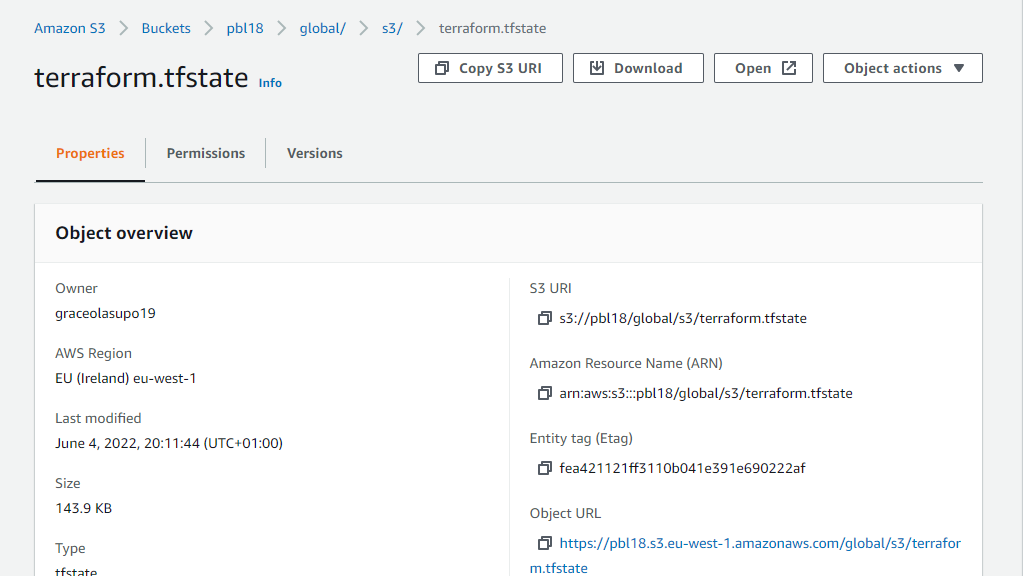 Amazon S3 > Buckets > pbl18 > global/ > s3/ > terraform.tfstate
terraform.tfstate Info
Copy S3 URI Download Open Object actions
Properties Permissions Versions
Object overview
Owner
graceolasupo19
AWS Region
EU (Ireland) eu-west-1
Last modified
June 4, 2022, 20:11:44 (UTC+01:00)
Size
143.9 KB
Type
tfstate
S3 URI
s3://pbl18/global/s3/terraform.tfstate
Amazon Resource Name (ARN)
arn:aws:s3:::pbl18/global/s3/terraform.tfstate
Entity tag (Etag)
fea421121ff3110b041e391e690222af
Object URL
https://pbl18.s3.eu-west-1.amazonaws.com/global/s3/terrafor
m.tfstate